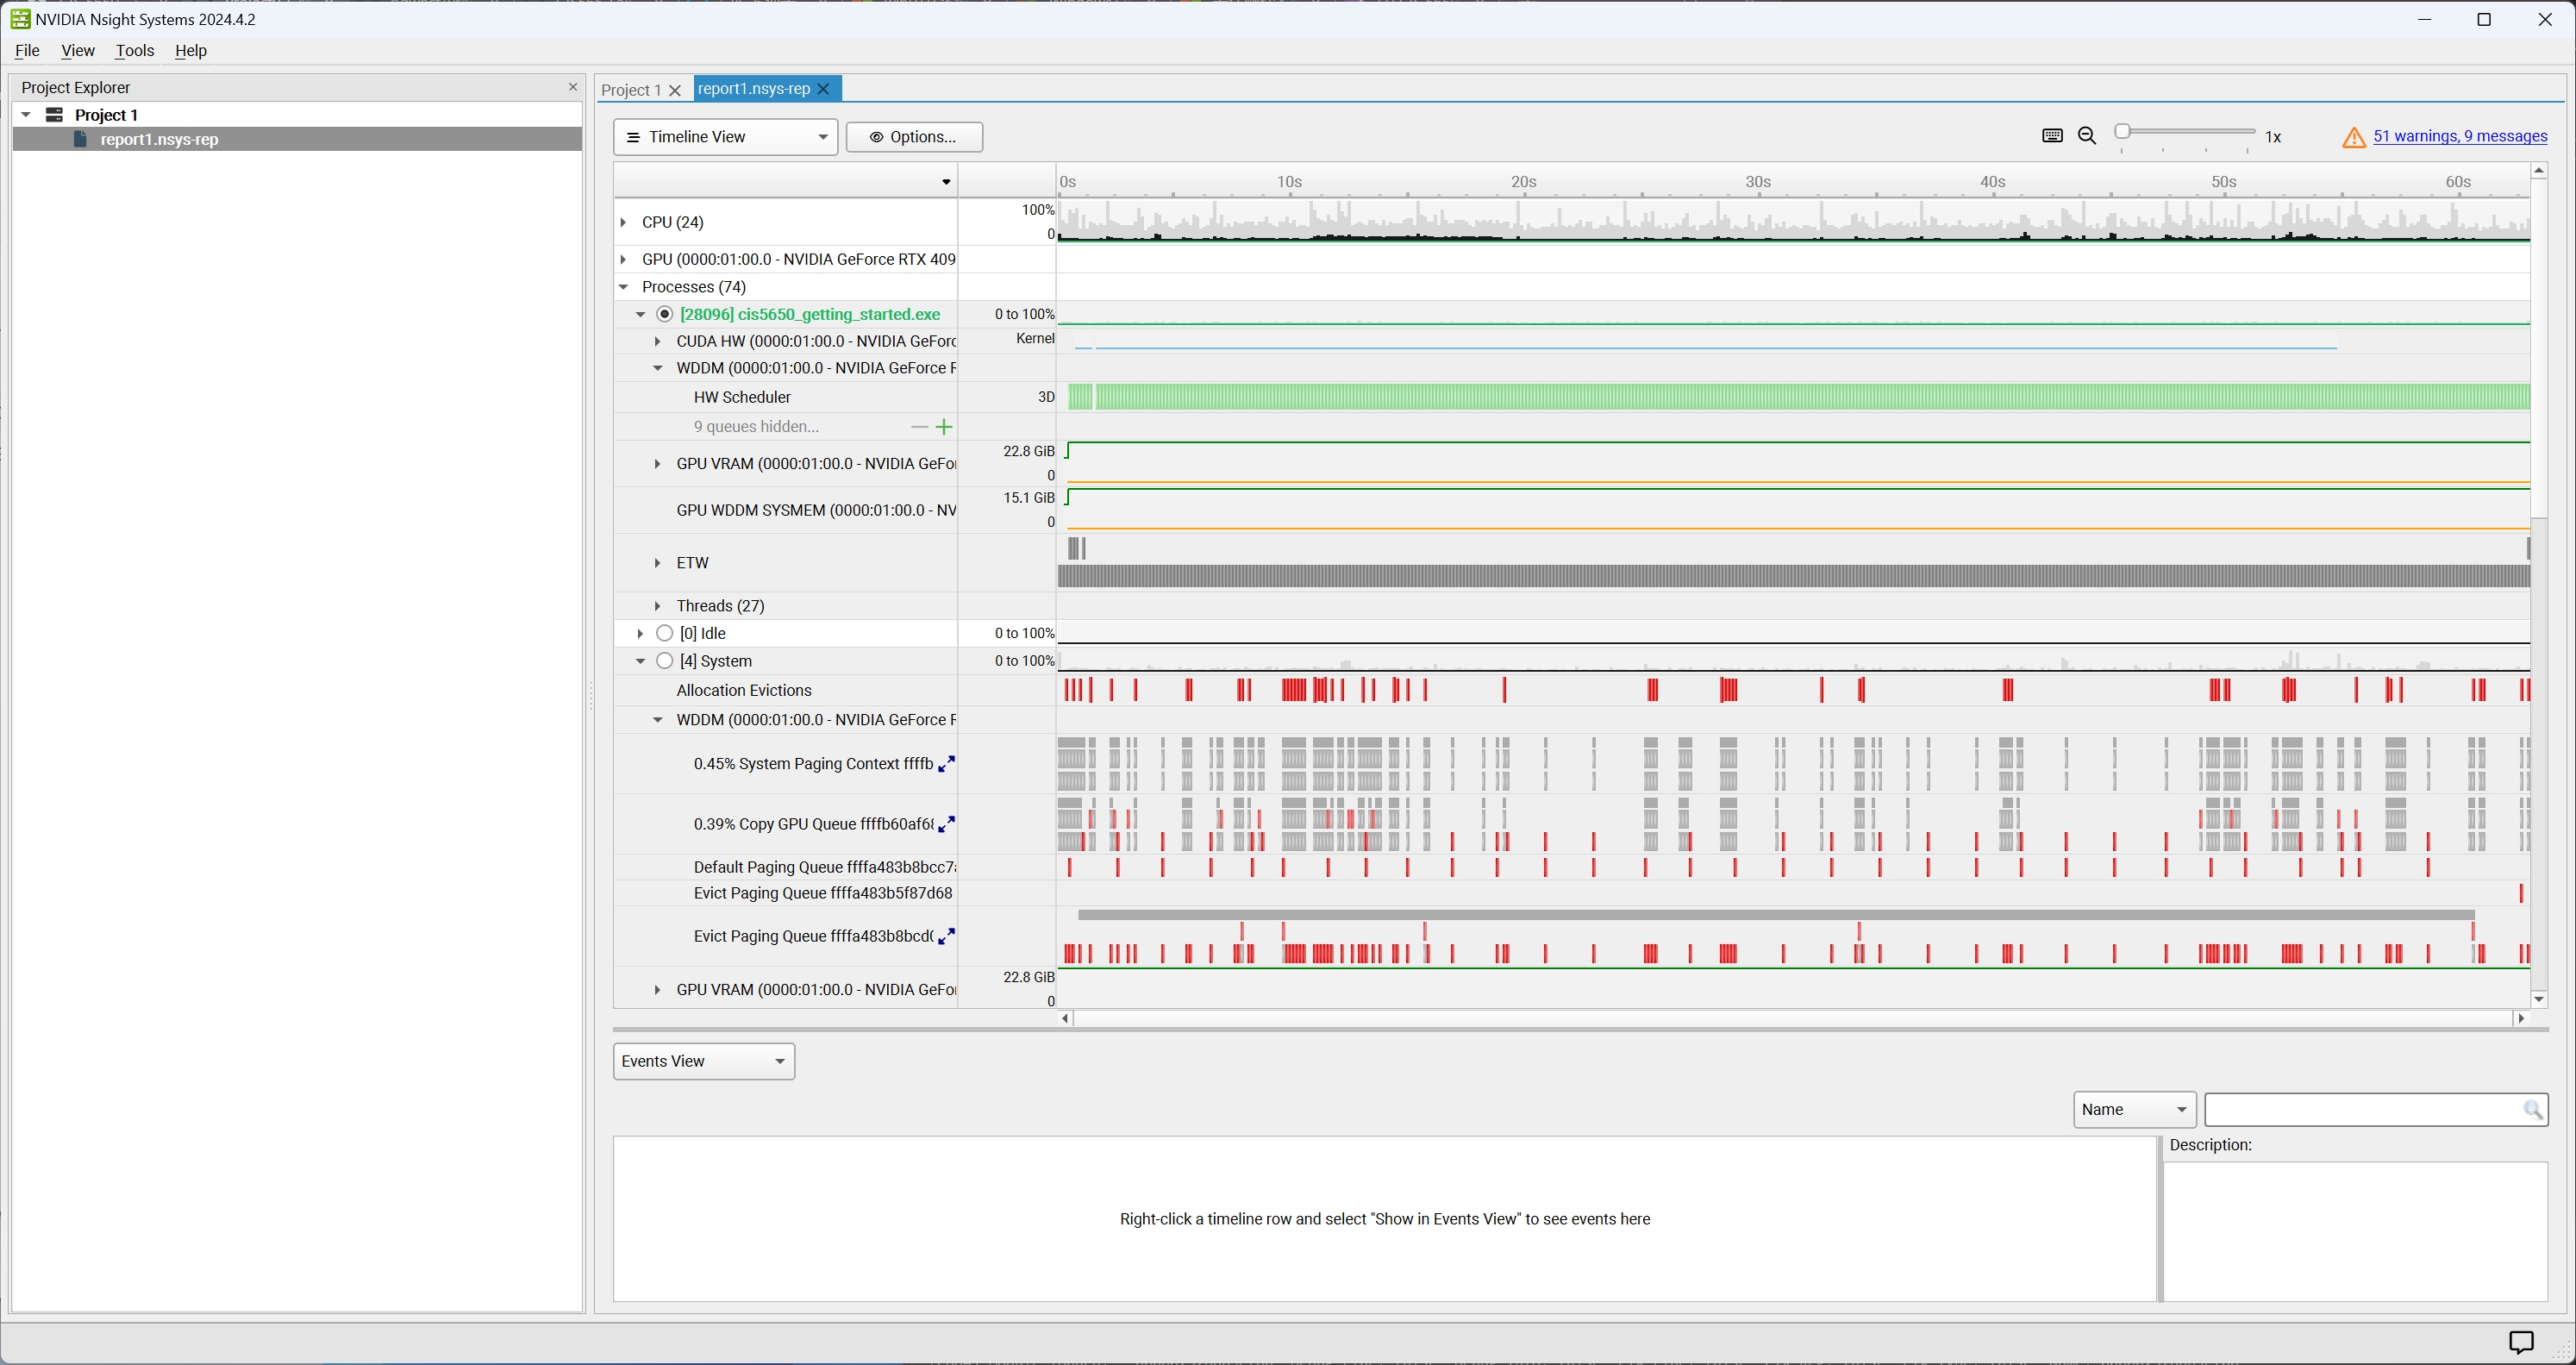 NVIDIA Nsight Systems 2024.4.2
File View Tools Help
Project Explorer
Project 1
report1.nsys-rep
Project 1
report1.nsys-rep
Timeline View
Options...
1x
51 warnings, 9 messages
0s 10s 20s 30s 40s 50s 60s
CPU (24)
100%
0
GPU (0000:01:00.0 - NVIDIA GeForce RTX 409
Processes (74)
[28096] cis5650_getting_started.exe
0 to 100%
CUDA HW (0000:01:00.0 - NVIDIA GeForc
Kernel
WDDM (0000:01:00.0 - NVIDIA GeForce R
HW Scheduler
3D
9 queues hidden...
GPU VRAM (0000:01:00.0 - NVIDIA GeFor
22.8 GiB
0
GPU WDDM SYSMEM (0000:01:00.0 - NV
15.1 GiB
0
ETW
Threads (27)
[0] Idle
0 to 100%
[4] System
0 to 100%
Allocation Evictions
WDDM (0000:01:00.0 - NVIDIA GeForce R
0.45% System Paging Context ffffb
0.39% Copy GPU Queue ffffb60af68
Default Paging Queue ffffa483b8bcc7a
Evict Paging Queue ffffa483b5f87d68
Evict Paging Queue ffffa483b8bcd0
GPU VRAM (0000:01:00.0 - NVIDIA GeFor
22.8 GiB
0
Events View
Name
Description:
Right-click a timeline row and select "Show in Events View" to see events here